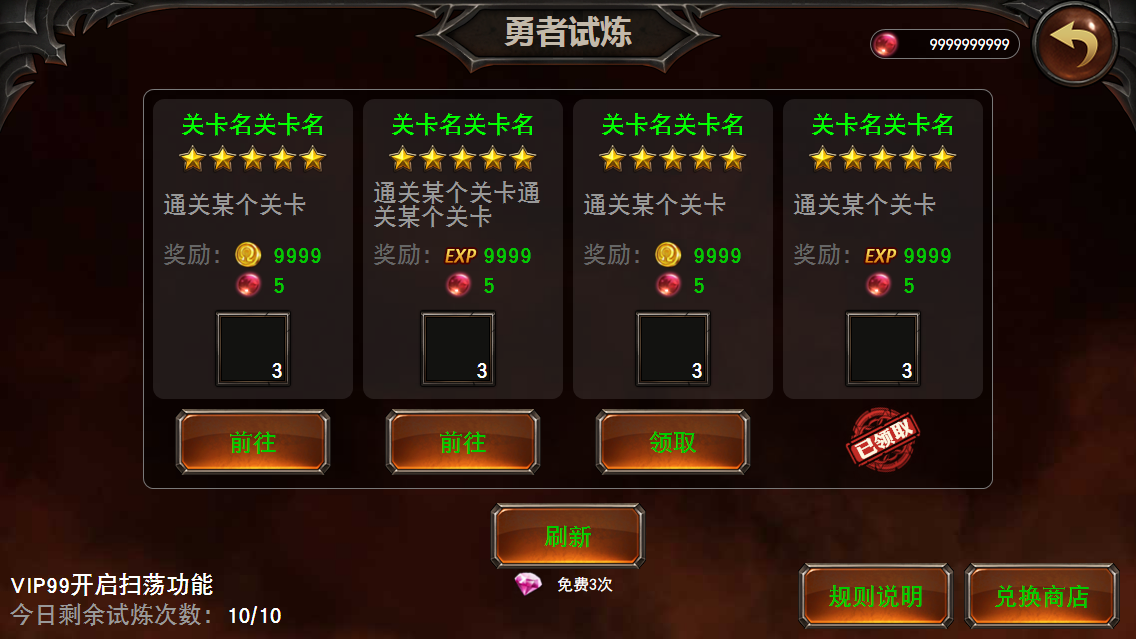 勇者试炼
9999999999
关卡名关卡名
通关某个关卡
奖励：9999
5
3
前往
关卡名关卡名
通关某个关卡通
关某个关卡
奖励：EXP 9999
5
3
前往
关卡名关卡名
通关某个关卡
奖励：9999
5
3
领取
关卡名关卡名
通关某个关卡
奖励：EXP 9999
5
3
已领取
刷新
免费3次
VIP99开启扫荡功能
今日剩余试炼次数：10/10
规则说明
兑换商店